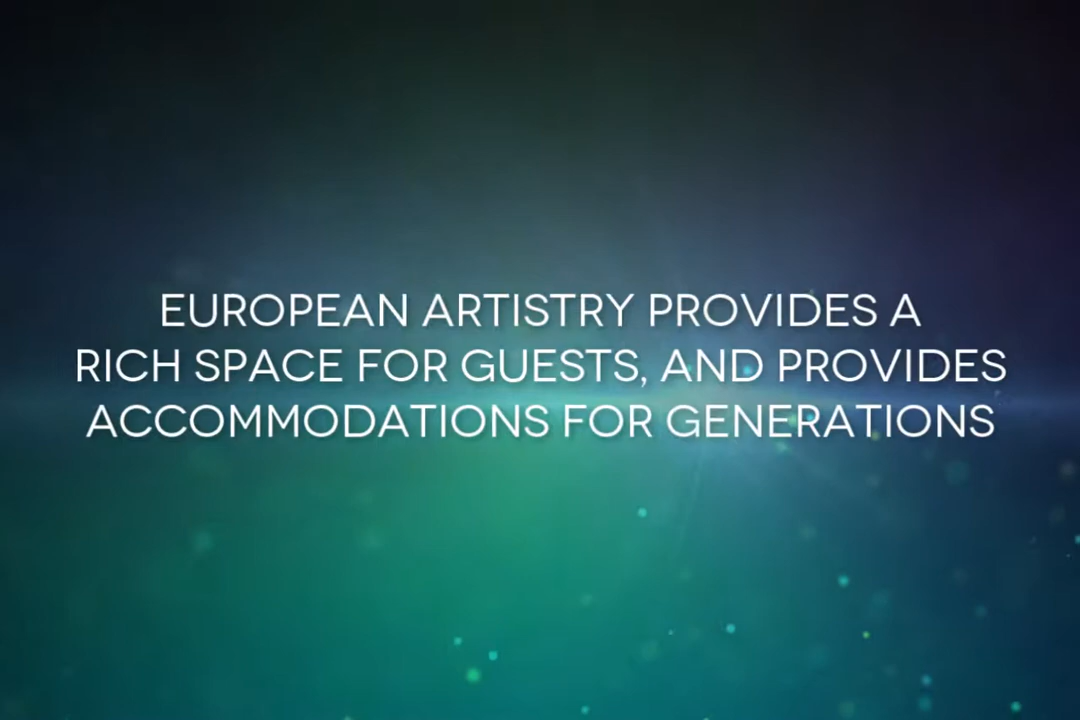 EUROPEAN ARTISTRY PROVIDES A
RICH SPACE FOR GUESTS, AND PROVIDES
ACCOMMODATIONS FOR GENERATIONS